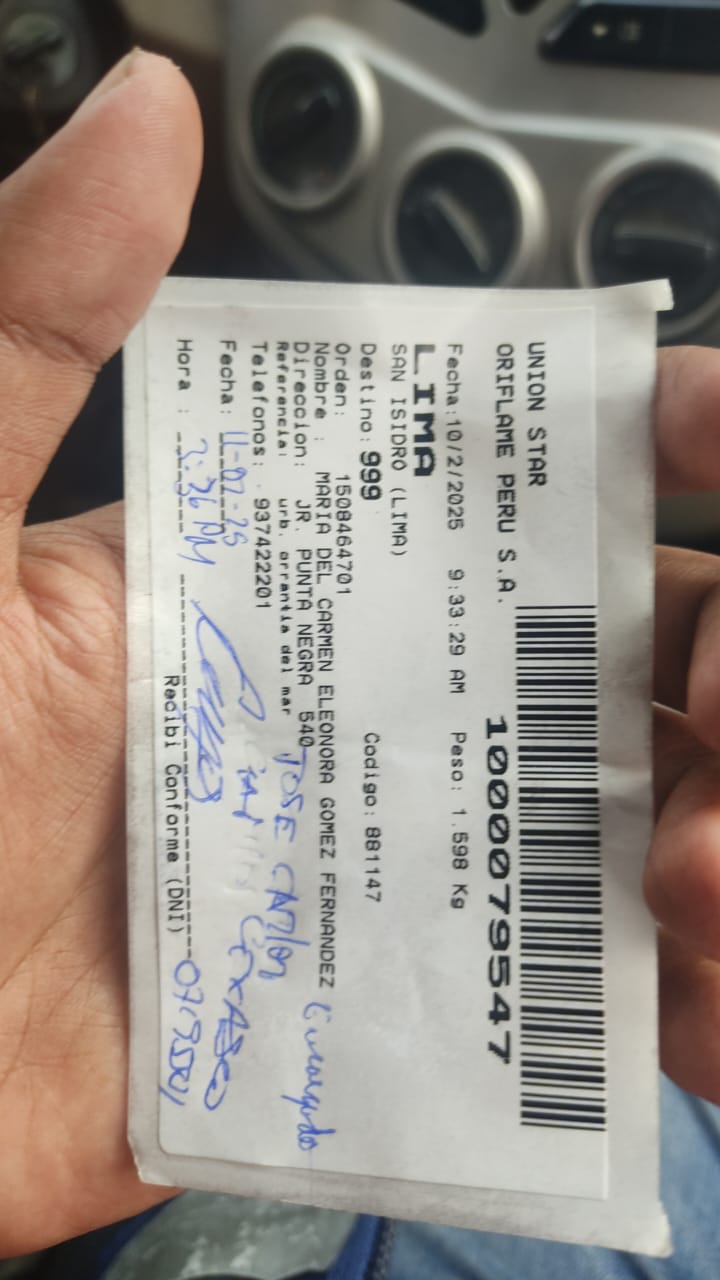 UNION STAR
ORIFLAME PERU S.A.
1000079547
Fecha:10/2/2025 9:33:29 AM Peso: 1.598 Kg
LIMA
SAN ISIDRO (LIMA)
Destino: 999 Codigo: 881147
Orden: 1508464701
Nombre : MARIA DEL CARMEN ELEONORA GOMEZ FERNANDEZ
Direccion: JR. PUNTA NEGRA 540
Referencia: urb. orrantia del mar
Telefonos: 937422201
JOSE CARLOS
Encargado
Fecha: 11-02-25
Hora : 3:36 PM
Recibi Conforme (DNI)